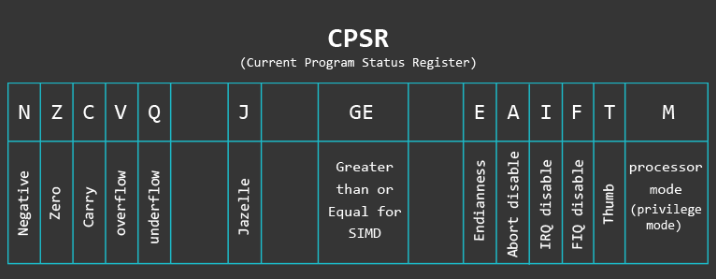 CPSR
(Current Program Status Register)
N Z C V Q J GE E A I F T M
Negative
Zero
Carry
overflow
underflow
Jazelle
Greater
than or
Equal for
SIMD
Endianness
Abort disable
IRQ disable
FIQ disable
Thumb
processor
mode
(privilege
mode)